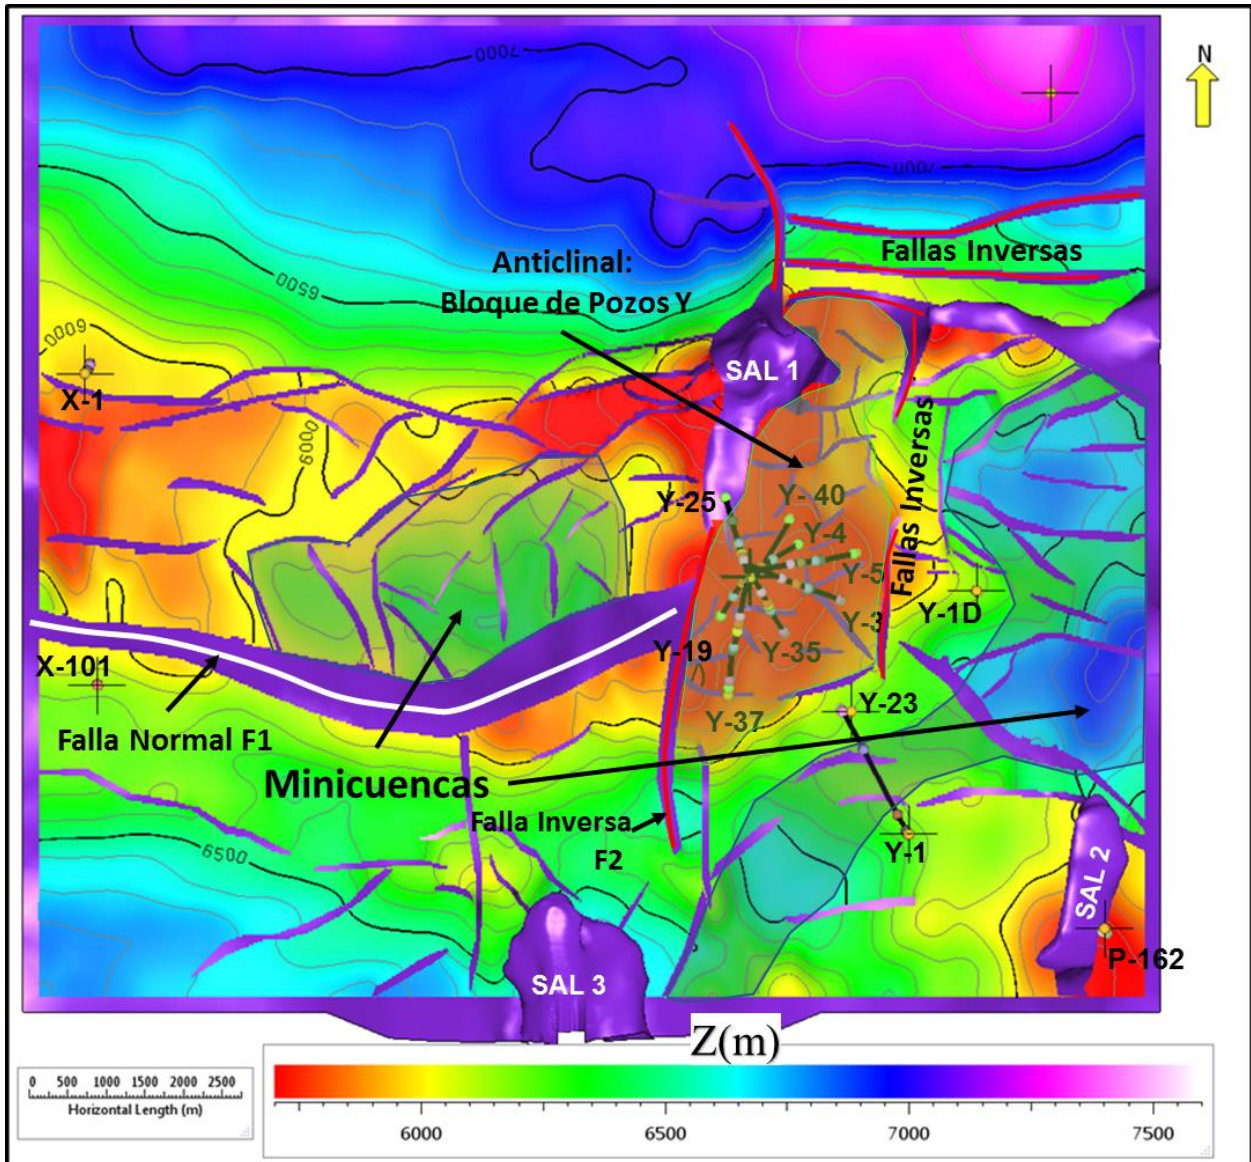 N
7000
7000
6500
Anticlinal:
Bloque de Pozos Y
Fallas Inversas
6000
SAL 1
X-1
6000
Fallas Inversas
Y-25
Y- 40
Y-4
Y-5
Y-1D
Y-3
Y-19
Y-35
X-101
Y-23
Y-37
Falla Normal F1
Minicuencas
Falla Inversa
F2
Y-1
6500
SAL 2
P-162
SAL 3
Z(m)
0 500 1000 1500 2000 2500
Horizontal Length (m)
6000 6500 7000 7500